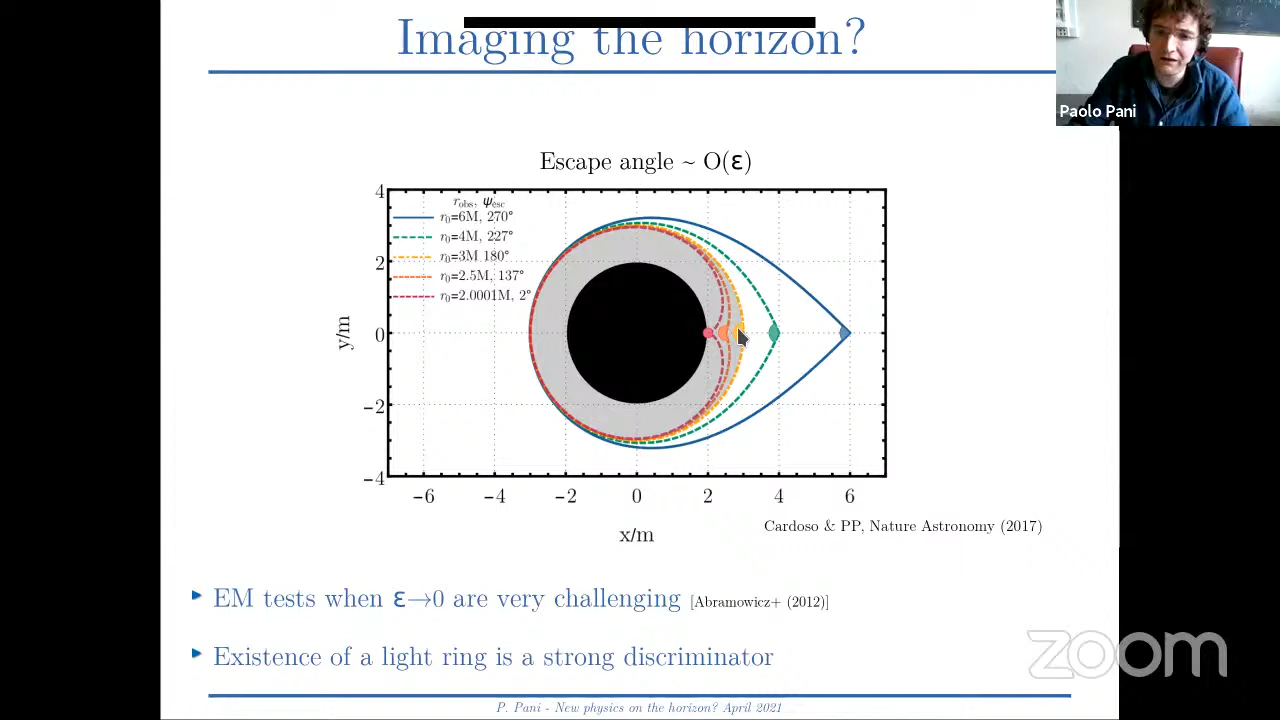 Imaging the horizon?
Paolo Pani
Escape angle ~ O(ε)
r_obs, ψ_esc
r₀=6M, 270°
r₀=4M, 227°
r₀=3M 180°
r₀=2.5M, 137°
r₀=2.0001M, 2°
4
2
0
−2
−4
y/m
−6 −4 −2 0 2 4 6
x/m
Cardoso & PP, Nature Astronomy (2017)
EM tests when ε→0 are very challenging [Abramowicz+ (2012)]
Existence of a light ring is a strong discriminator
zoom
P. Pani - New physics on the horizon? April 2021